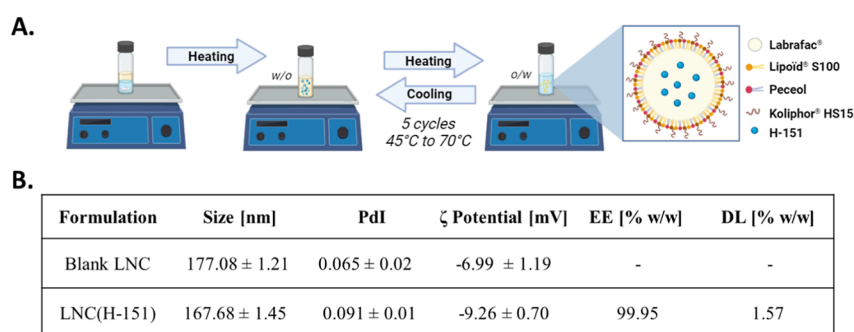 A.
Heating
w/o
Heating
Cooling
5 cycles
45°C to 70°C
o/w
Labrafac®
Lipoïd® S100
Peceol
Koliphor® HS15
H-151
B.
Formulation Size [nm] PdI ζ Potential [mV] EE [% w/w] DL [% w/w]
Blank LNC 177.08 ± 1.21 0.065 ± 0.02 -6.99 ± 1.19 - -
LNC(H-151) 167.68 ± 1.45 0.091 ± 0.01 -9.26 ± 0.70 99.95 1.57